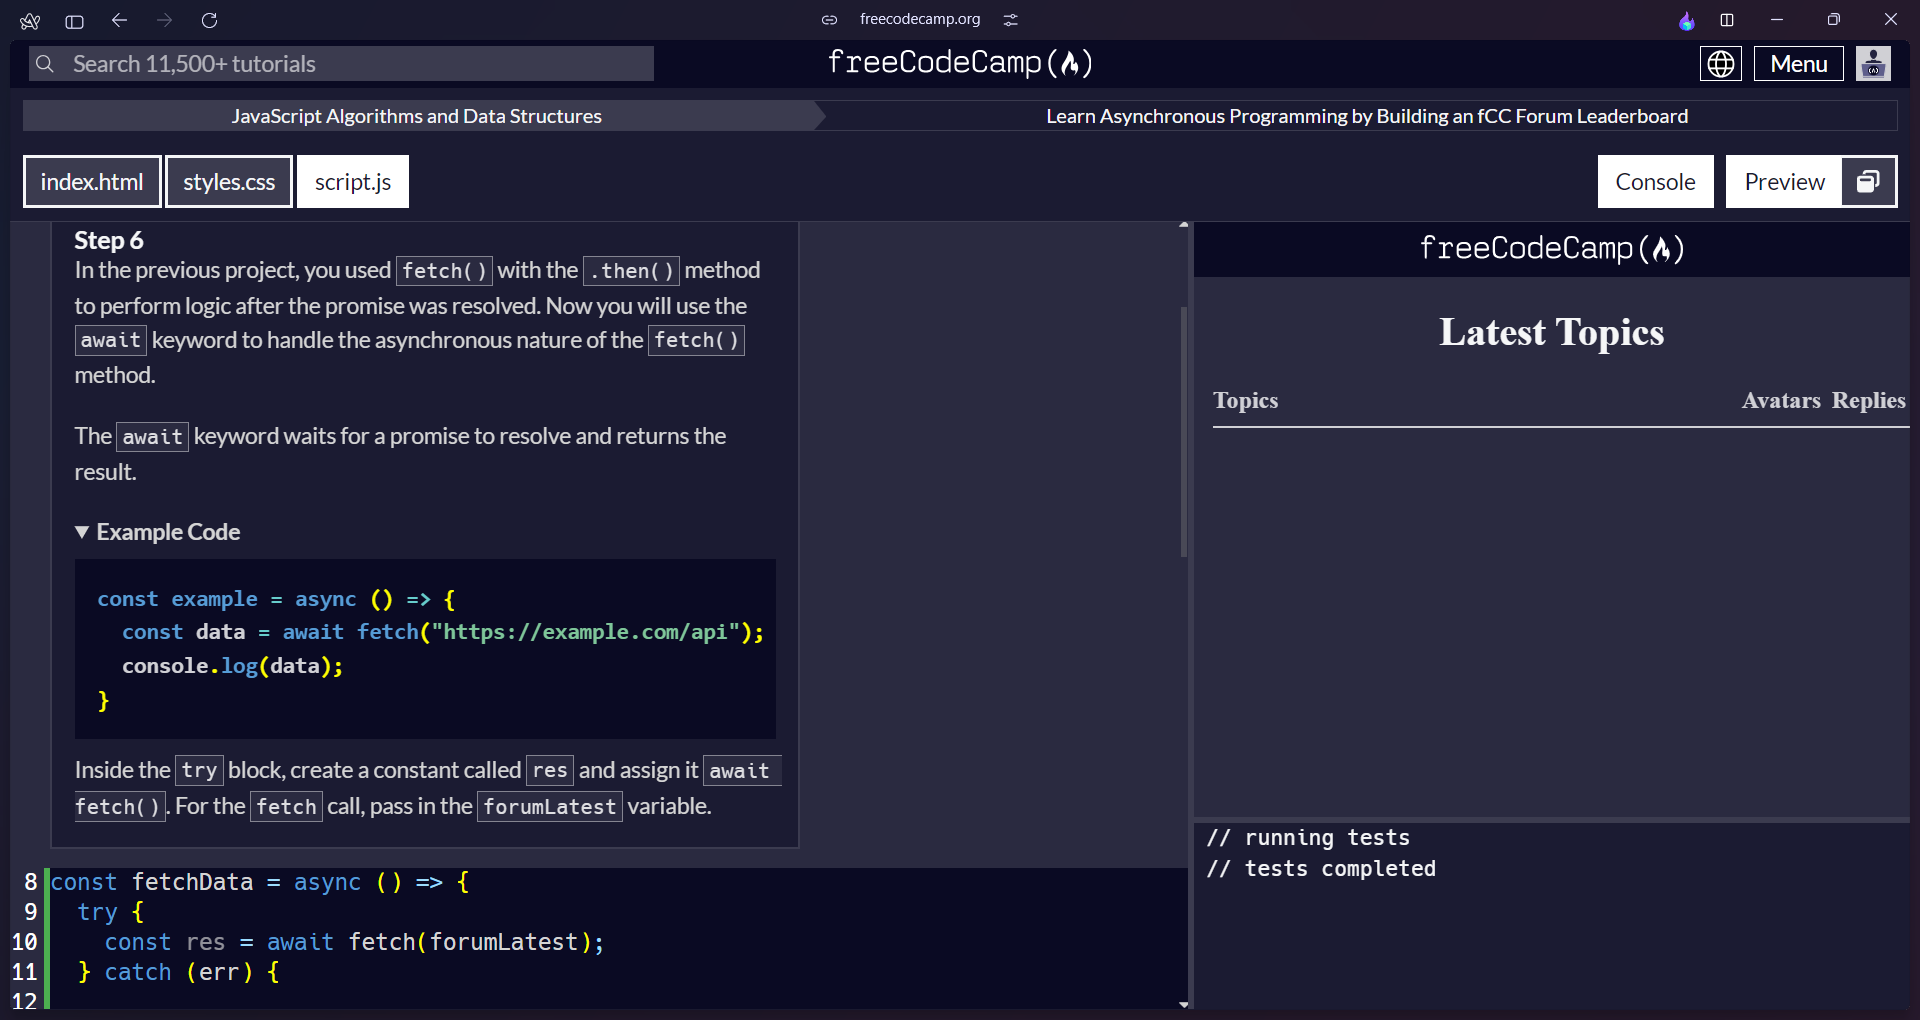 freecodecamp.org
Search 11,500+ tutorials
freeCodeCamp(🔥)
Menu
JavaScript Algorithms and Data Structures
Learn Asynchronous Programming by Building an fCC Forum Leaderboard
index.html
styles.css
script.js
Console
Preview
Step 6
In the previous project, you used fetch() with the .then() method
to perform logic after the promise was resolved. Now you will use the
await keyword to handle the asynchronous nature of the fetch()
method.
The await keyword waits for a promise to resolve and returns the
result.
▼ Example Code
const example = async () => {
  const data = await fetch("https://example.com/api");
  console.log(data);
}
Inside the try block, create a constant called res and assign it await
fetch(). For the fetch call, pass in the forumLatest variable.
8 const fetchData = async () => {
9   try {
10     const res = await fetch(forumLatest);
11   } catch (err) {
12
freeCodeCamp(🔥)
Latest Topics
Topics Avatars Replies
// running tests
// tests completed